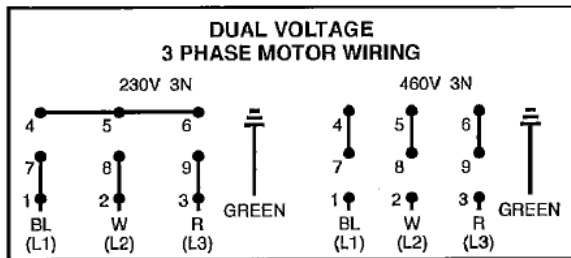 DUAL VOLTAGE
3 PHASE MOTOR WIRING
230V 3N
460V 3N
4 5 6
7 8 9
1 2 3
BL W R GREEN
(L1) (L2) (L3)
4 5 6
7 8 9
1 2 3
BL W R GREEN
(L1) (L2) (L3)